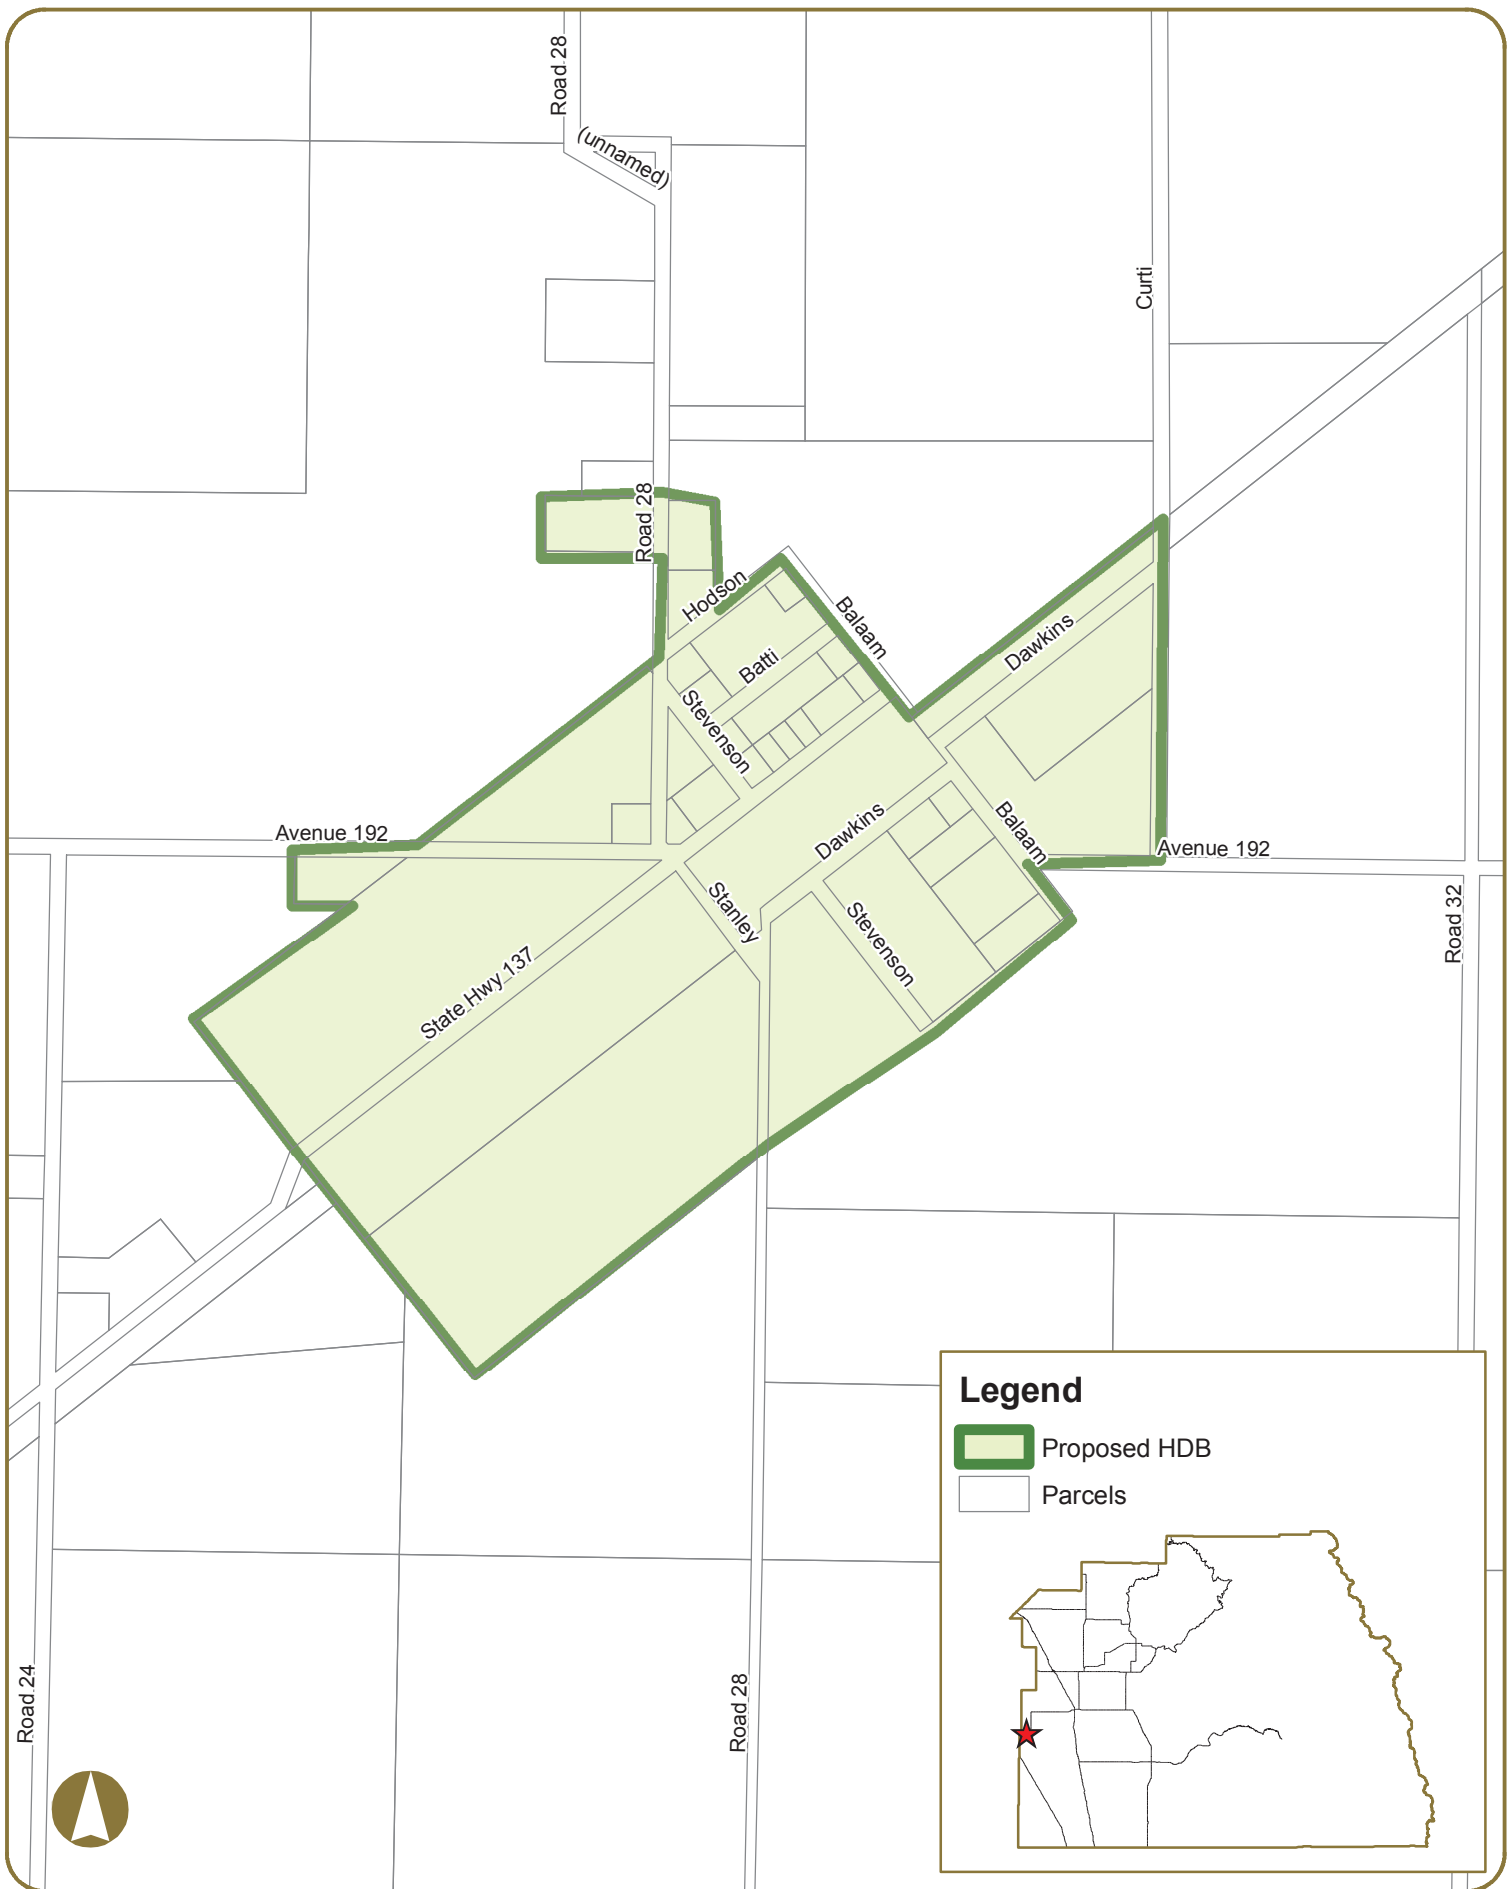 Road 28
(unnamed)
Curti
Road 28
Hodson
Balaam
Dawkins
Batti
Stevenson
Avenue 192
Dawkins
Balaam
Avenue 192
Stanley
Stevenson
Road 32
State Hwy 137
Legend
Proposed HDB
Parcels
Road 24
Road 28